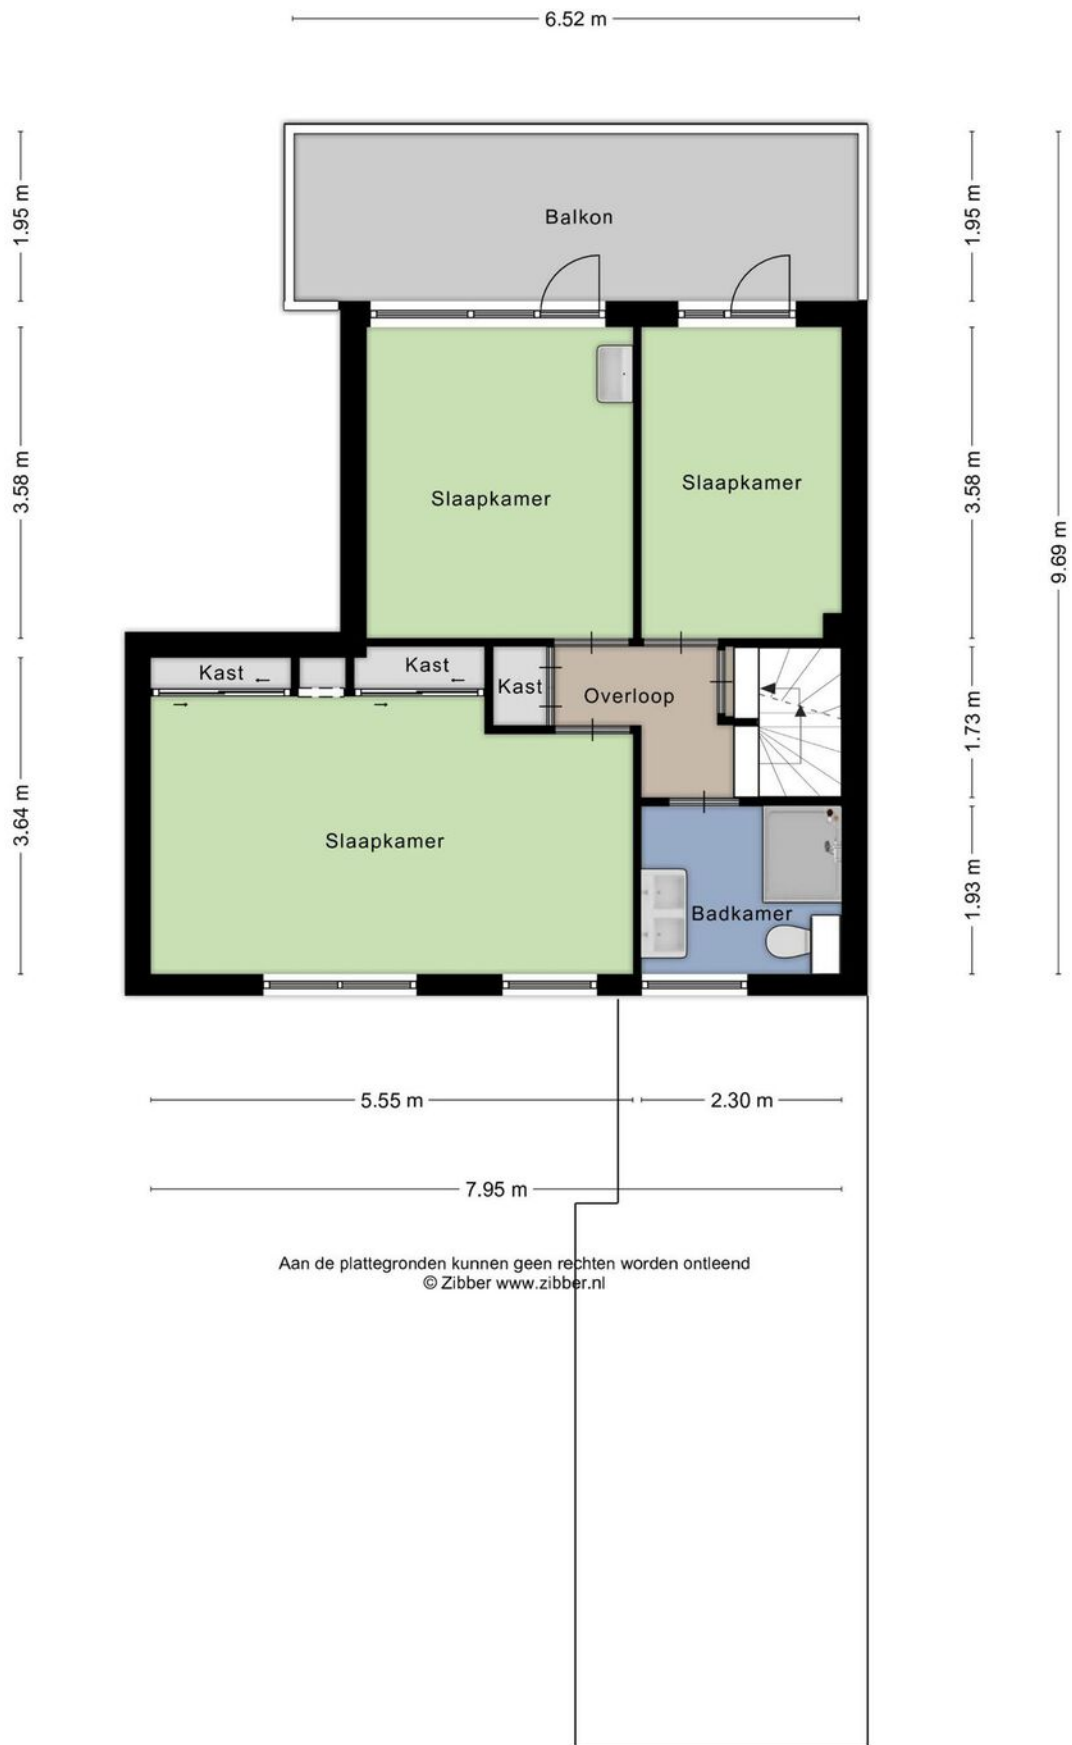 6.52 m
1.95 m
1.95 m
Balkon
3.58 m
3.58 m
9.69 m
Slaapkamer
Slaapkamer
Kast
Kast
Kast
Overloop
1.73 m
3.64 m
Slaapkamer
1.93 m
Badkamer
5.55 m
2.30 m
7.95 m
Aan de plattegronden kunnen geen rechten worden ontleend
© Zibber www.zibber.nl